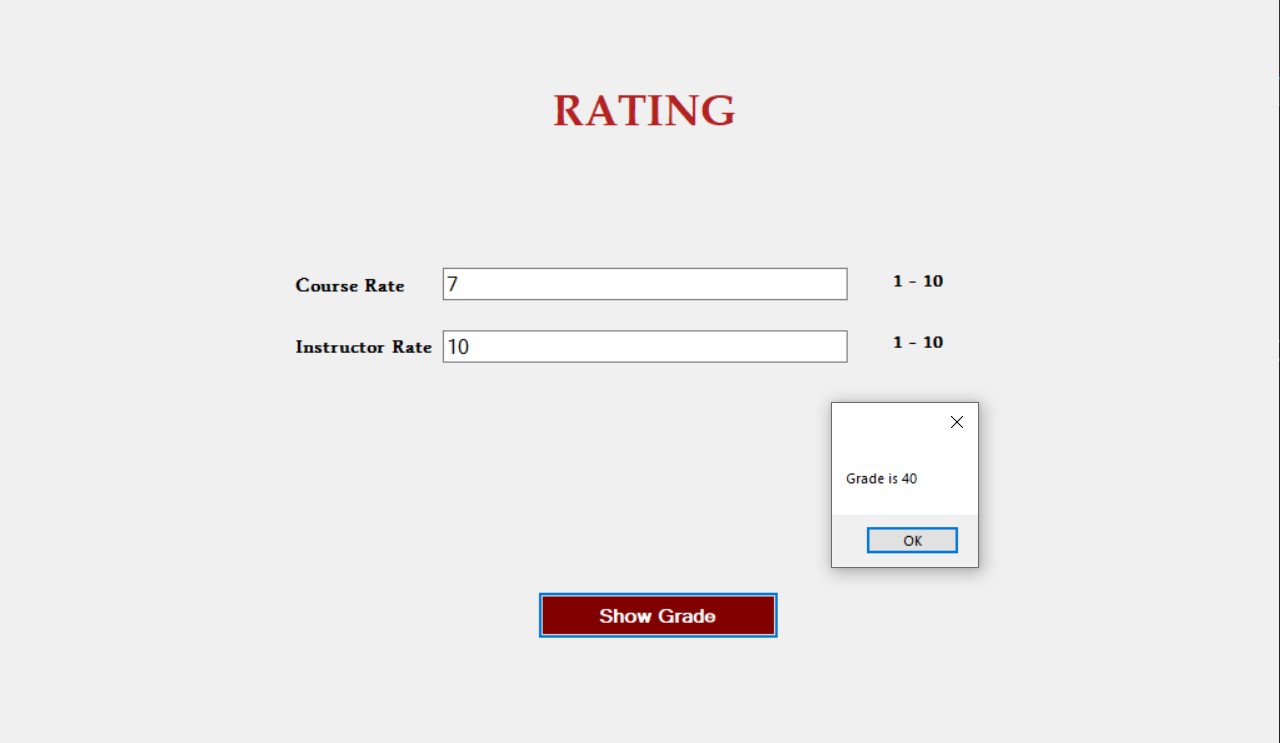 RATING
Course Rate 7 1 - 10
Instructor Rate 10 1 - 10
Grade is 40
OK
Show Grade